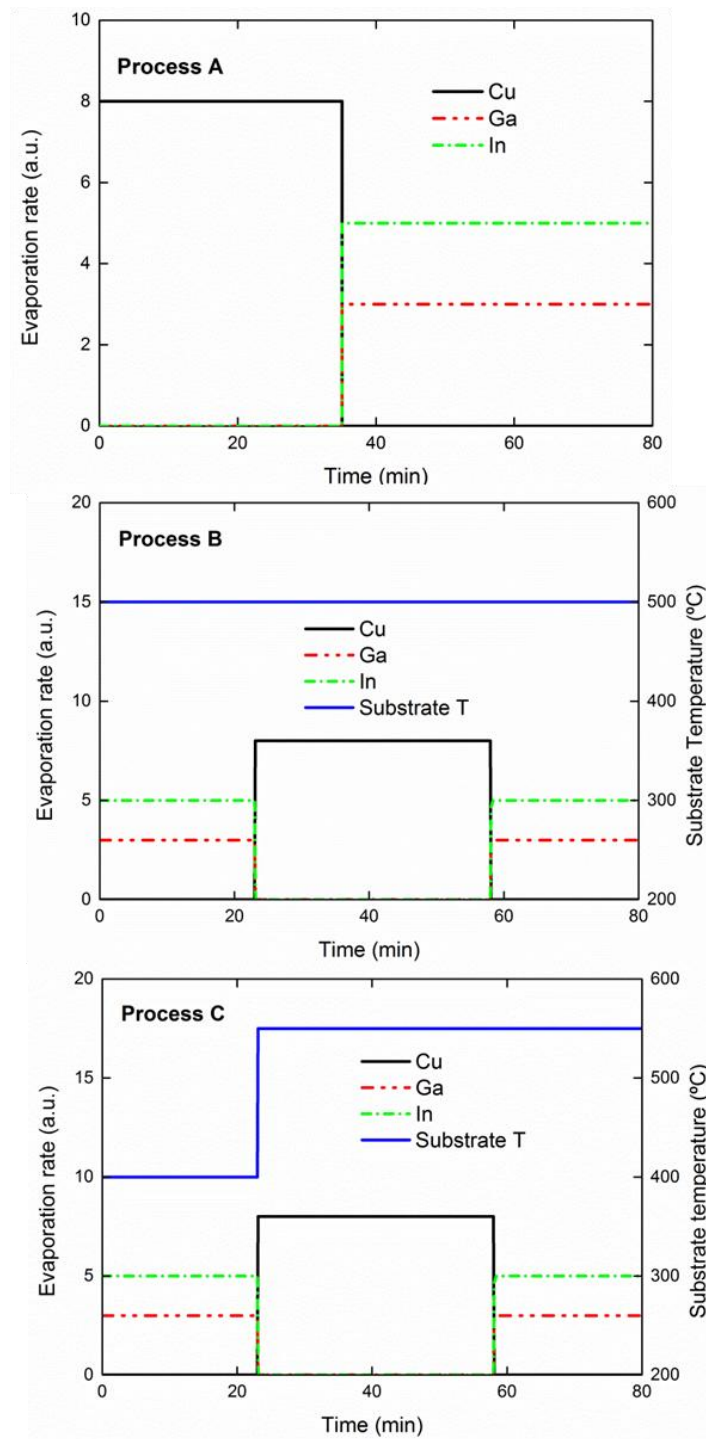 Process A
Cu
Ga
In
Evaporation rate (a.u.)
10
8
6
4
2
0
0 20 40 60 80
Time (min)
Process B
Cu
Ga
In
Substrate T
Evaporation rate (a.u.)
20
15
10
5
0
Substrate Temperature (ºC)
600
500
400
300
200
0 20 40 60 80
Time (min)
Process C
Cu
Ga
In
Substrate T
Evaporation rate (a.u.)
20
15
10
5
0
Substrate temperature (ºC)
600
500
400
300
200
0 20 40 60 80
Time (min)